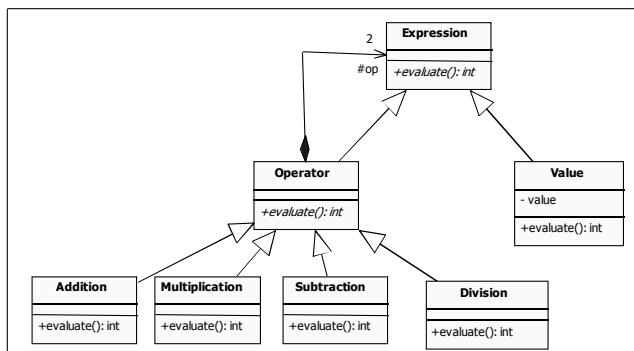 Expression
+evaluate(): int
2
#op
Operator
+evaluate(): int
Value
- value
+evaluate(): int
Addition
+evaluate(): int
Multiplication
+evaluate(): int
Subtraction
+evaluate(): int
Division
+evaluate(): int